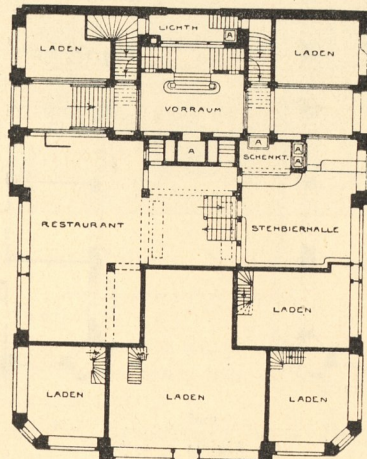 LICHTH
LADEN
LADEN
A
VORRAUM
A
A
SCHENKT.
A
A
RESTAURANT
STEHBIERHALLE
LADEN
LADEN
LADEN
LADEN